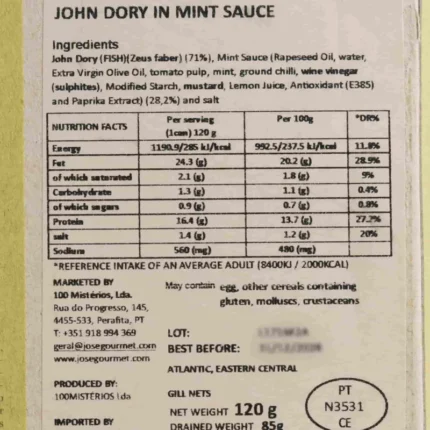 JOHN DORY IN MINT SAUCE
Ingredients
John Dory (FISH)(Zeus faber) (71%), Mint Sauce (Rapeseed Oil, water,
Extra Virgin Olive Oil, tomato pulp, mint, ground chilli, wine vinegar
(sulphites), Modified Starch, mustard, Lemon Juice, Antioxidant (E385)
and Paprika Extract) (28,2%) and salt
NUTRITION FACTS Per serving (1can) 120 g Per 100g *DR%
Energy 1190.9/285 kJ/kcal 992.5/237.5 kJ/kcal 11.8%
Fat 24.3 (g) 20.2 (g) 28.9%
of which saturated 2.1 (g) 1.8 (g) 9%
Carbohydrate 1.3 (g) 1.1 (g) 0.4%
of which sugars 0.9 (g) 0.7 (g) 0.8%
Protein 16.4 (g) 13.7 (g) 27.2%
salt 1.4 (g) 1.2 (g) 20%
Sodium 560 (mg) 480 (mg)
*REFERENCE INTAKE OF AN AVERAGE ADULT (8400KJ / 2000KCAL)
MARKETED BY
100 Mistérios, Lda.
Rua do Progresso, 145,
4455-533, Perafita, PT
T: +351 918 994 369
geral@josegourmet.com
www.josegourmet.com
PRODUCED BY:
100MISTÉRIOS Lda
IMPORTED BY
May contain egg, other cereals containing
gluten, molluscs, crustaceans
LOT:
BEST BEFORE:
ATLANTIC, EASTERN CENTRAL
GILL NETS
NET WEIGHT 120 g
DRAINED WEIGHT 85g
PT
N3531
CE